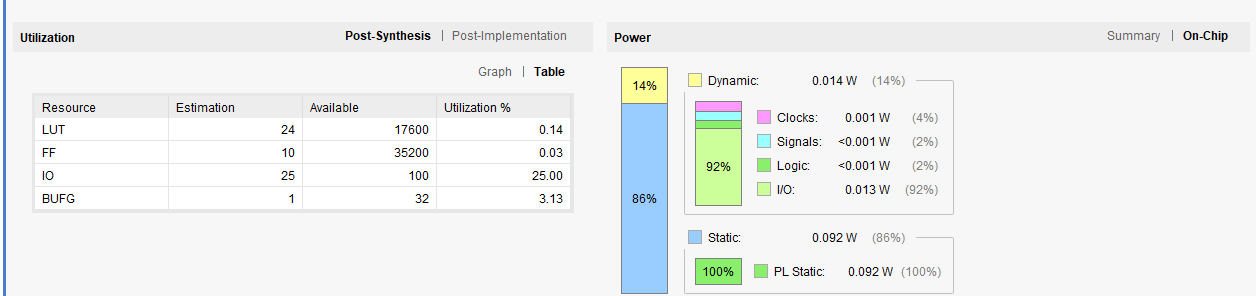 Utilization Post-Synthesis | Post-Implementation
Graph | Table
Resource Estimation Available Utilization %
LUT 24 17600 0.14
FF 10 35200 0.03
IO 25 100 25.00
BUFG 1 32 3.13
Power Summary | On-Chip
14%
86%
Dynamic: 0.014 W (14%)
92%
Clocks: 0.001 W (4%)
Signals: <0.001 W (2%)
Logic: <0.001 W (2%)
I/O: 0.013 W (92%)
Static: 0.092 W (86%)
100%
PL Static: 0.092 W (100%)